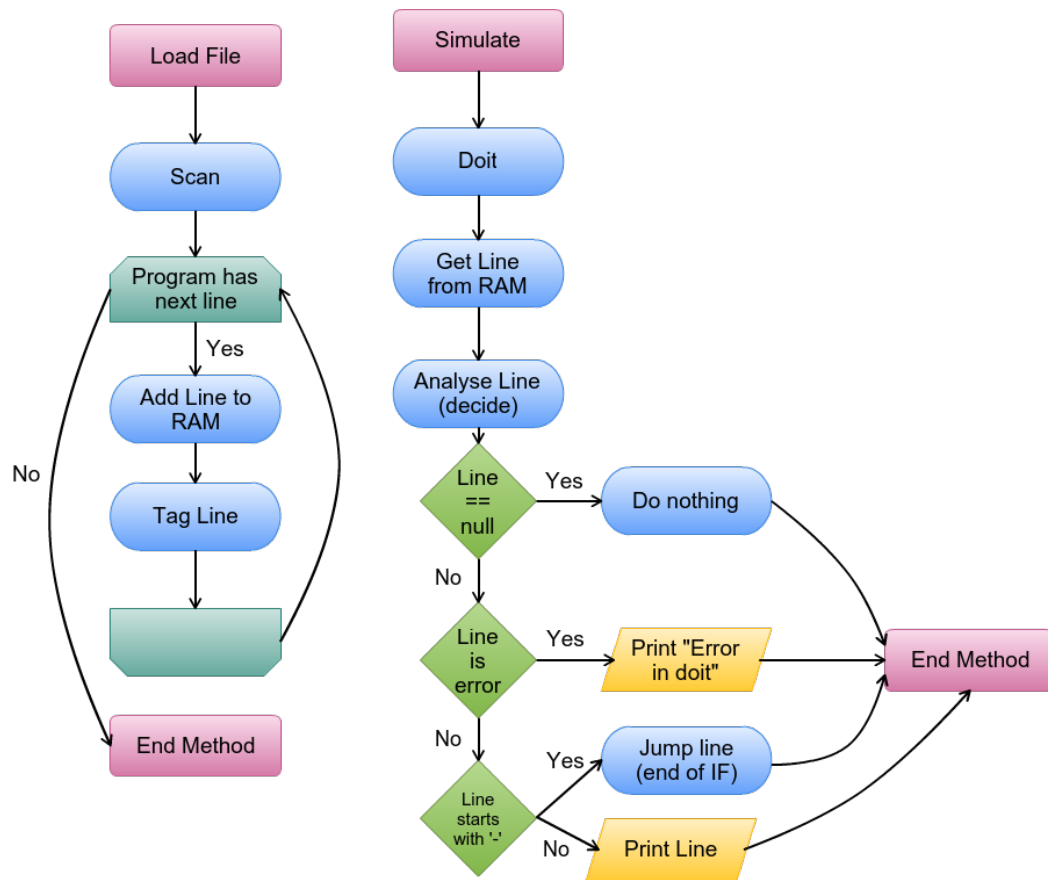 Load File
Scan
Program has
next line
Yes
Add Line to
RAM
No
Tag Line
End Method
Simulate
Doit
Get Line
from RAM
Analyse Line
(decide)
Line
==
null
Yes
Do nothing
No
Line
is
error
Yes
Print "Error
in doit"
End Method
No
Line
starts
with '-'
Yes
Jump line
(end of IF)
No
Print Line